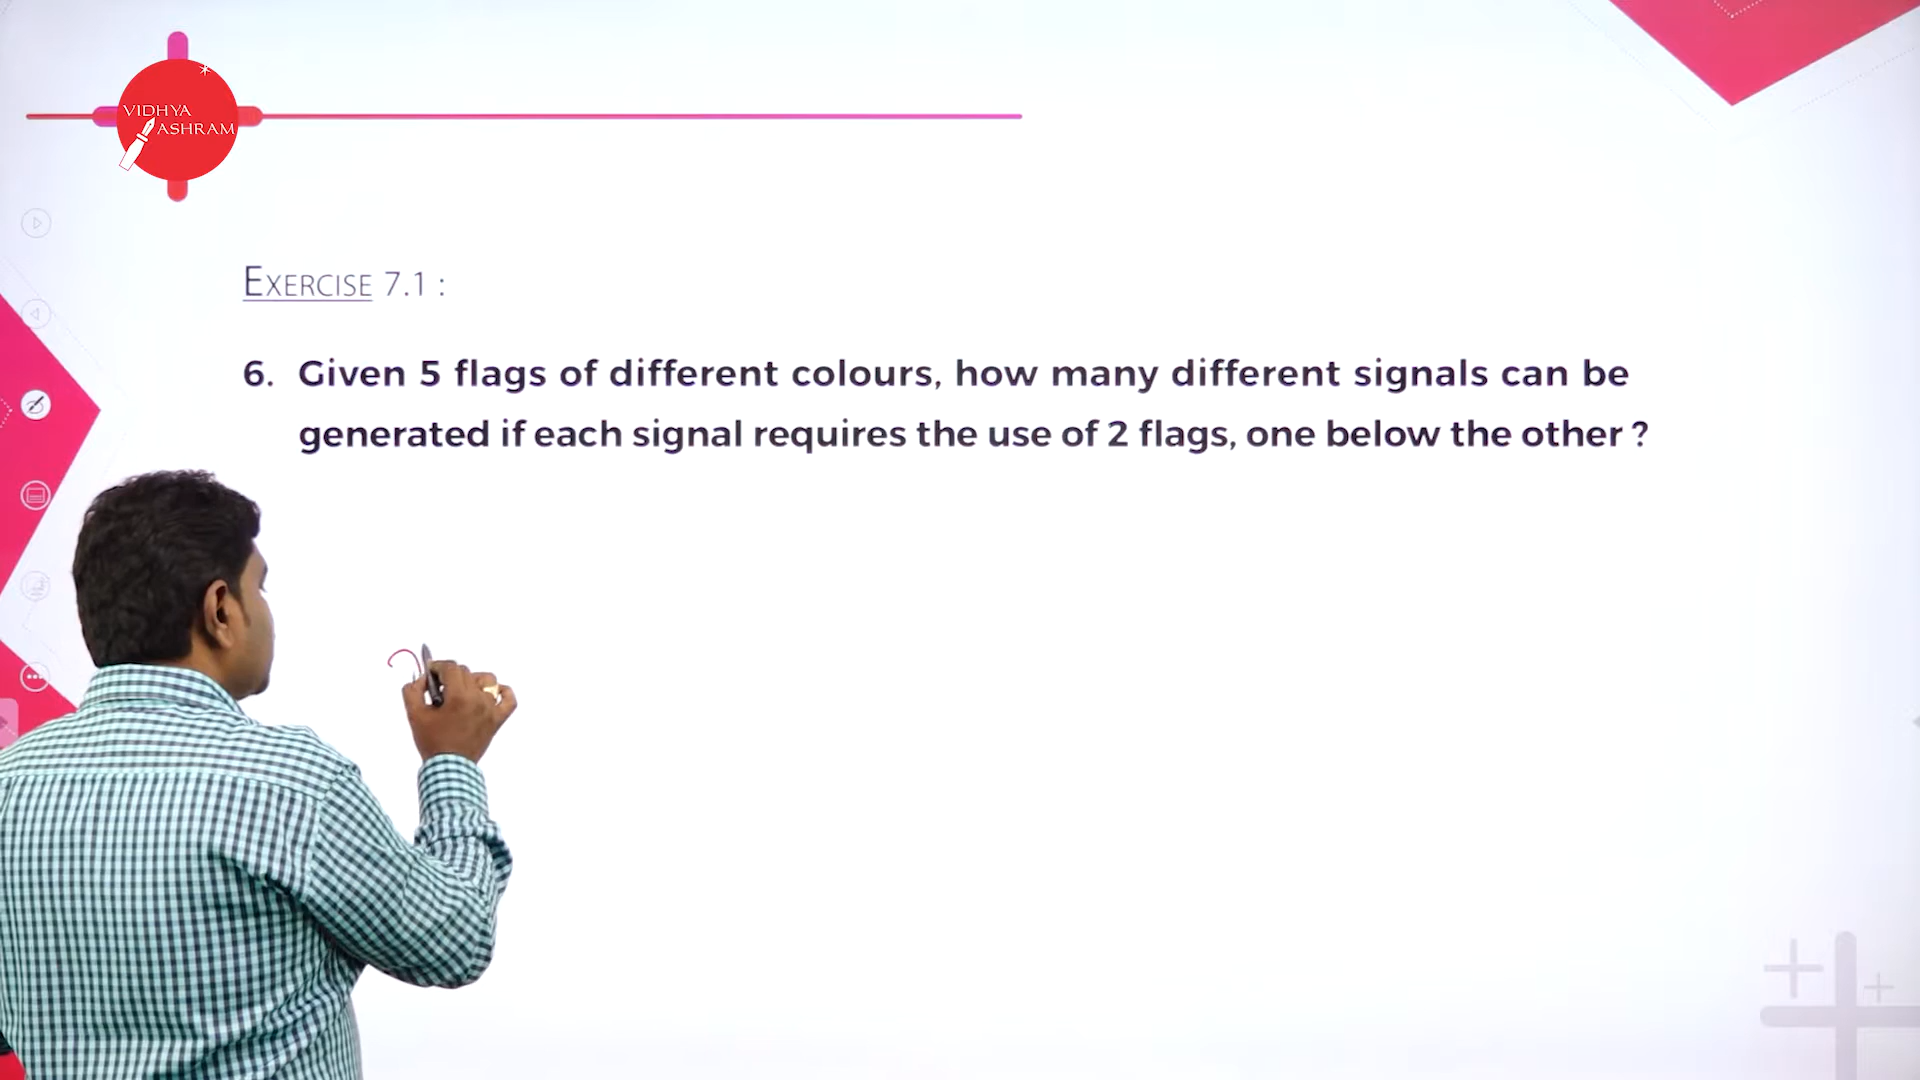 VIDHYA
ASHRAM
EXERCISE 7.1 :
6. Given 5 flags of different colours, how many different signals can be
generated if each signal requires the use of 2 flags, one below the other ?